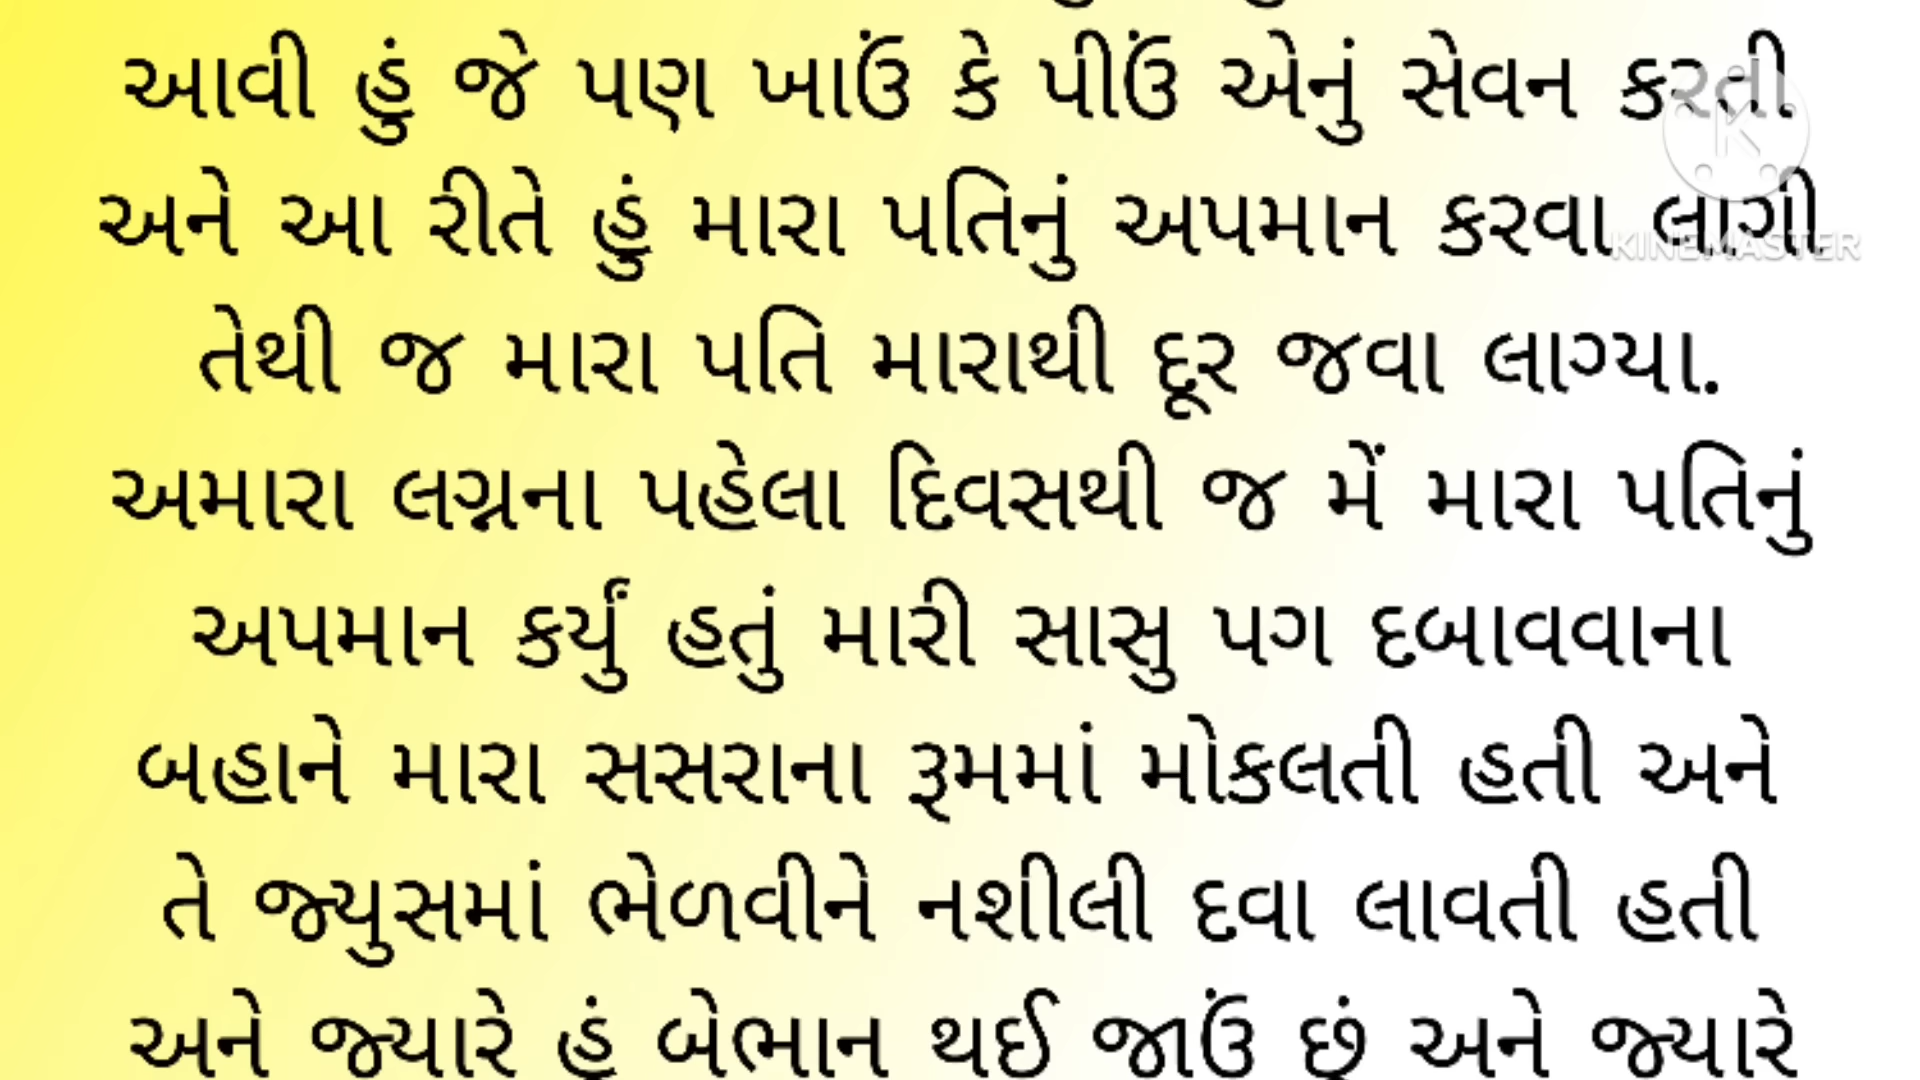 આવી હું જે પણ ખાઉં કે પીઉં એનું સેવન કરતી
અને આ રીતે હું મારા પતિનું અપમાન કરવા લાગી
KINEMASTER
તેથી જ મારા પતિ મારાથી દૂર જવા લાગ્યા.
અમારા લગ્નના પહેલા દિવસથી જ મેં મારા પતિનું
અપમાન કર્યું હતું મારી સાસુ પગ દબાવવાના
બહાને મારા સસરાના રૂમમાં મોકલતી હતી અને
તે જ્યુસમાં ભેળવીને નશીલી દવા લાવતી હતી
અને જ્યારે હું બેભાન થઈ જાઉં છું અને જ્યારે